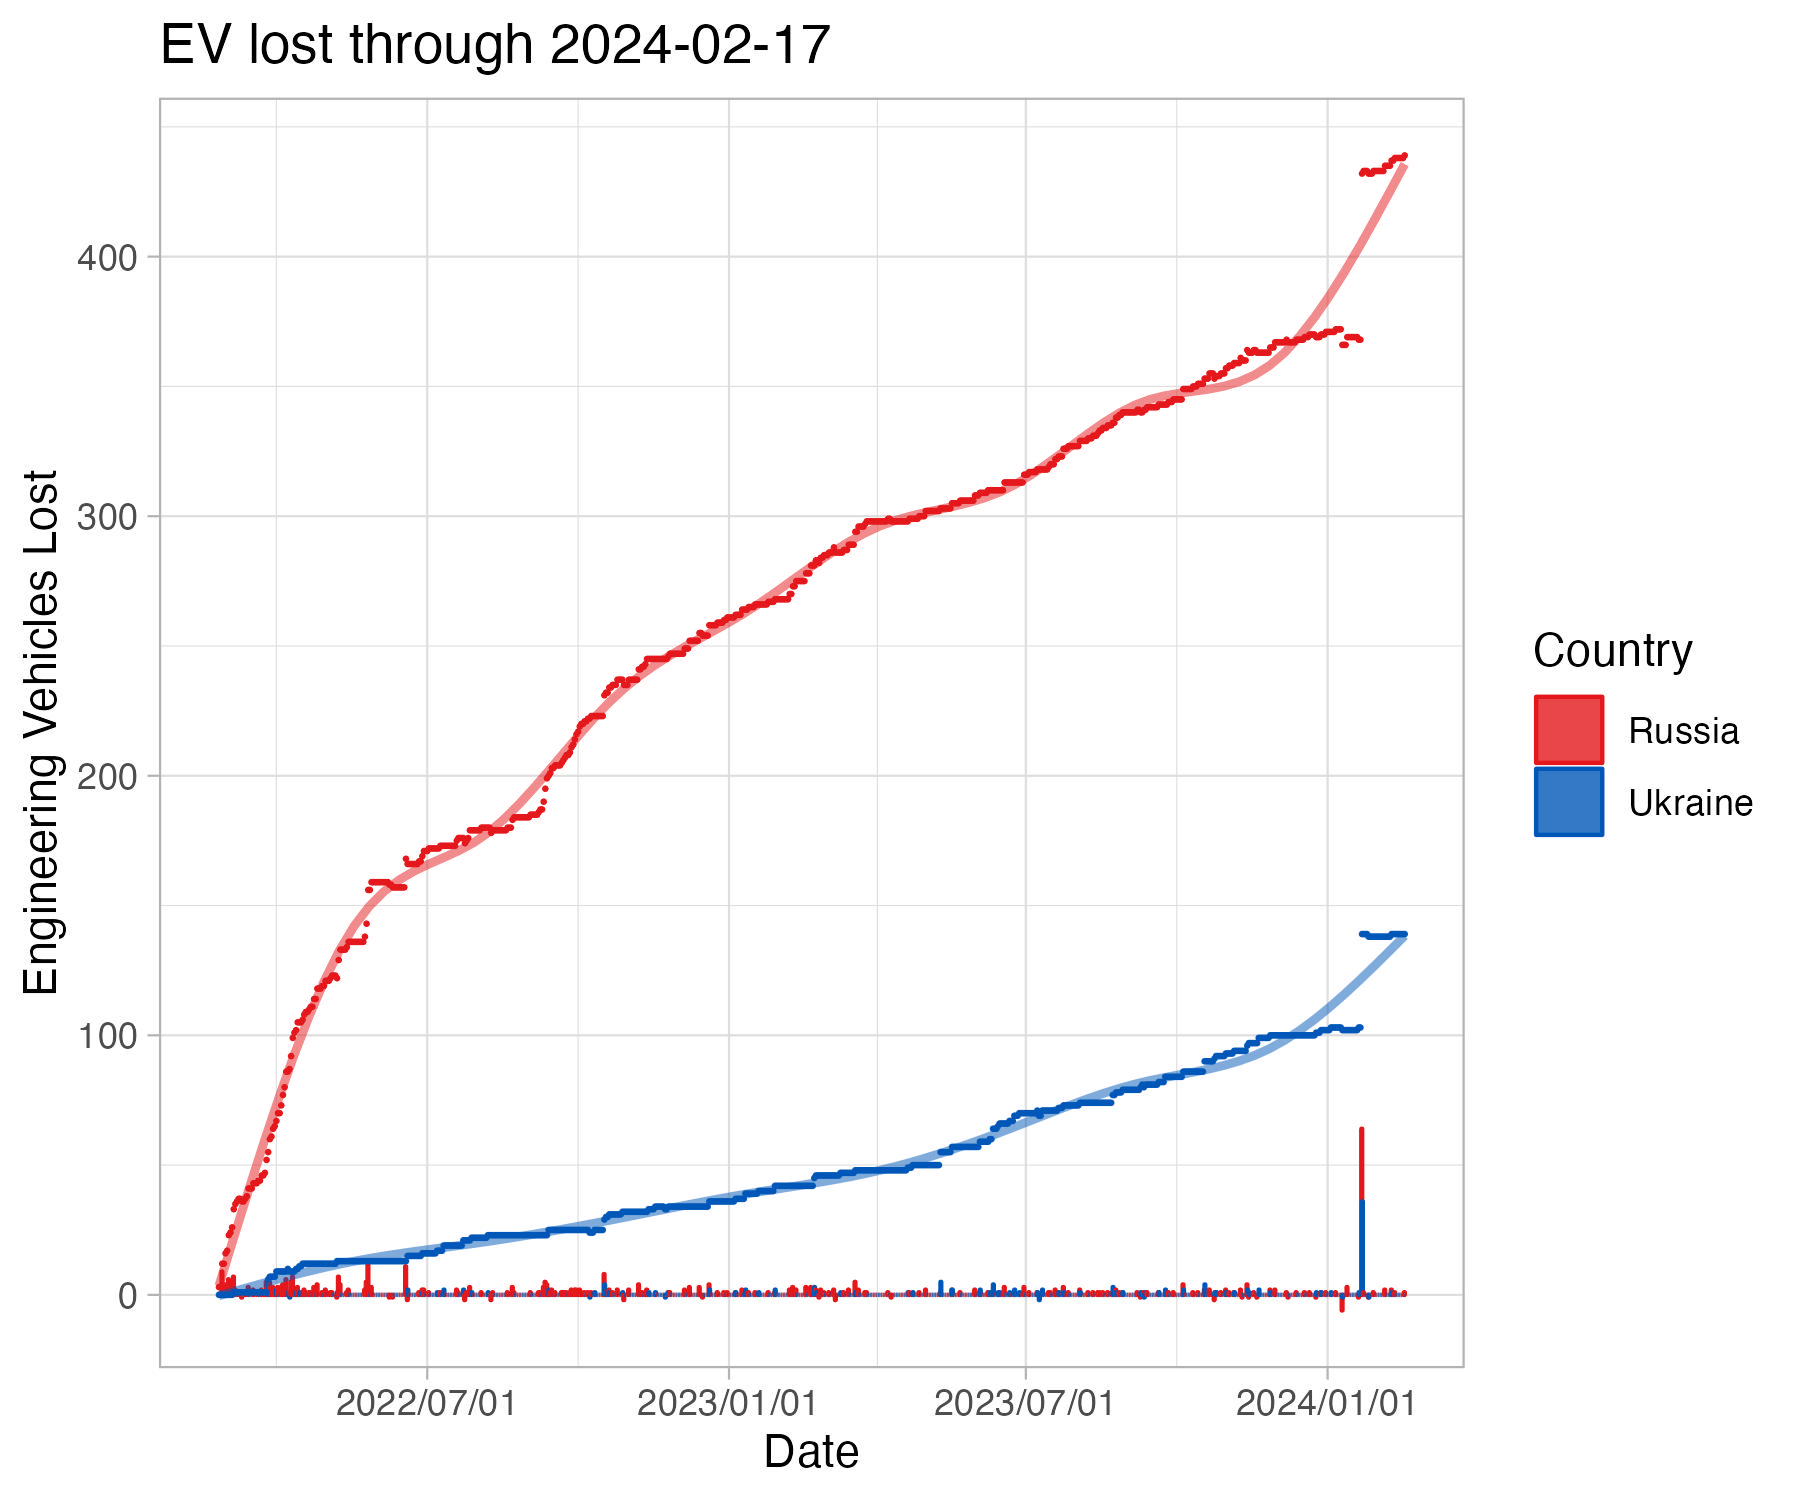 EV lost through 2024-02-17
Engineering Vehicles Lost
400
300
200
100
0
2022/07/01
2023/01/01
2023/07/01
2024/01/01
Date
Country
Russia
Ukraine